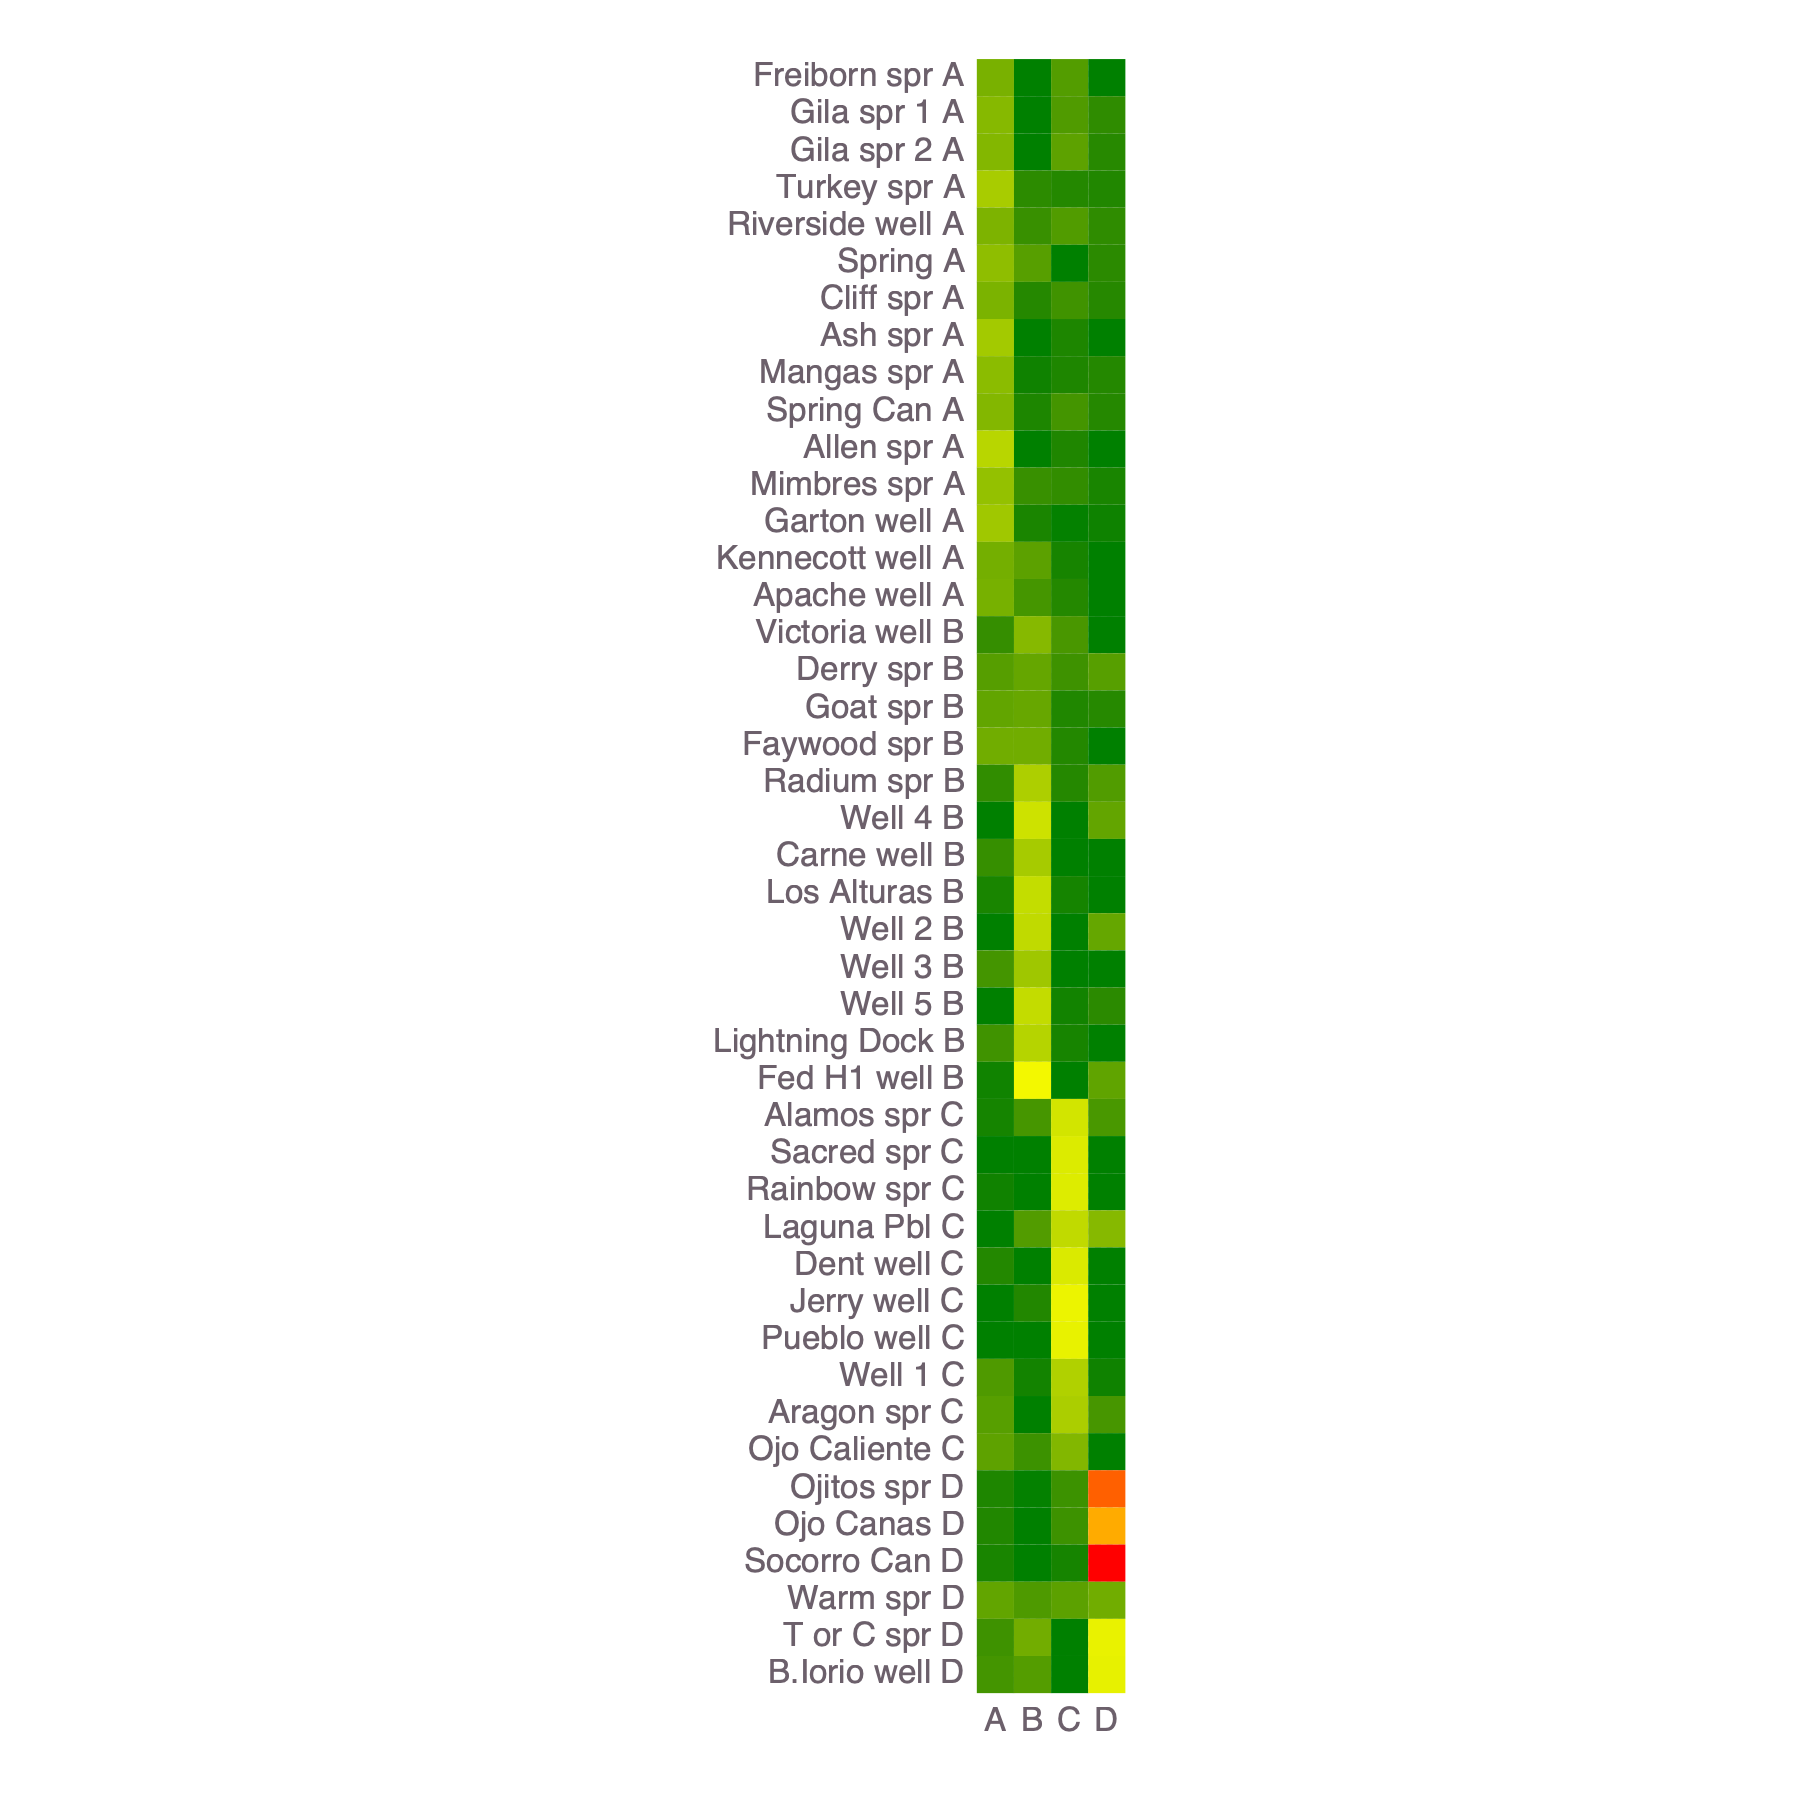 Freiborn spr A
Gila spr 1 A
Gila spr 2 A
Turkey spr A
Riverside well A
Spring A
Cliff spr A
Ash spr A
Mangas spr A
Spring Can A
Allen spr A
Mimbres spr A
Garton well A
Kennecott well A
Apache well A
Victoria well B
Derry spr B
Goat spr B
Faywood spr B
Radium spr B
Well 4 B
Carne well B
Los Alturas B
Well 2 B
Well 3 B
Well 5 B
Lightning Dock B
Fed H1 well B
Alamos spr C
Sacred spr C
Rainbow spr C
Laguna Pbl C
Dent well C
Jerry well C
Pueblo well C
Well 1 C
Aragon spr C
Ojo Caliente C
Ojitos spr D
Ojo Canas D
Socorro Can D
Warm spr D
T or C spr D
B.Iorio well D
A B C D